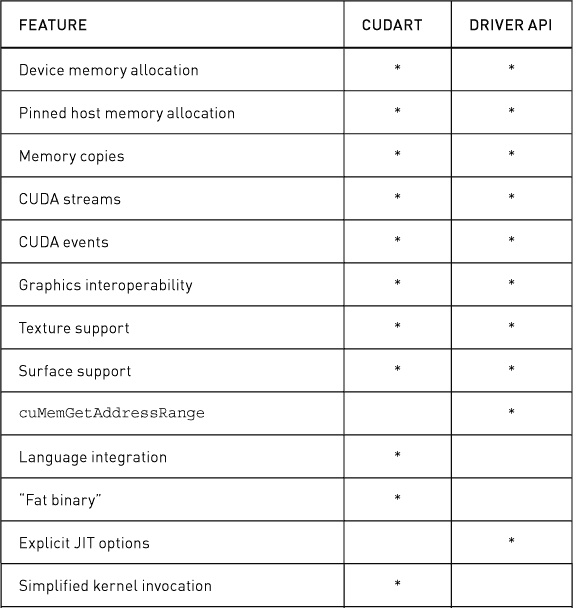 FEATURE CUDART DRIVER API
Device memory allocation * *
Pinned host memory allocation * *
Memory copies * *
CUDA streams * *
CUDA events * *
Graphics interoperability * *
Texture support * *
Surface support * *
cuMemGetAddressRange *
Language integration *
“Fat binary” *
Explicit JIT options *
Simplified kernel invocation *